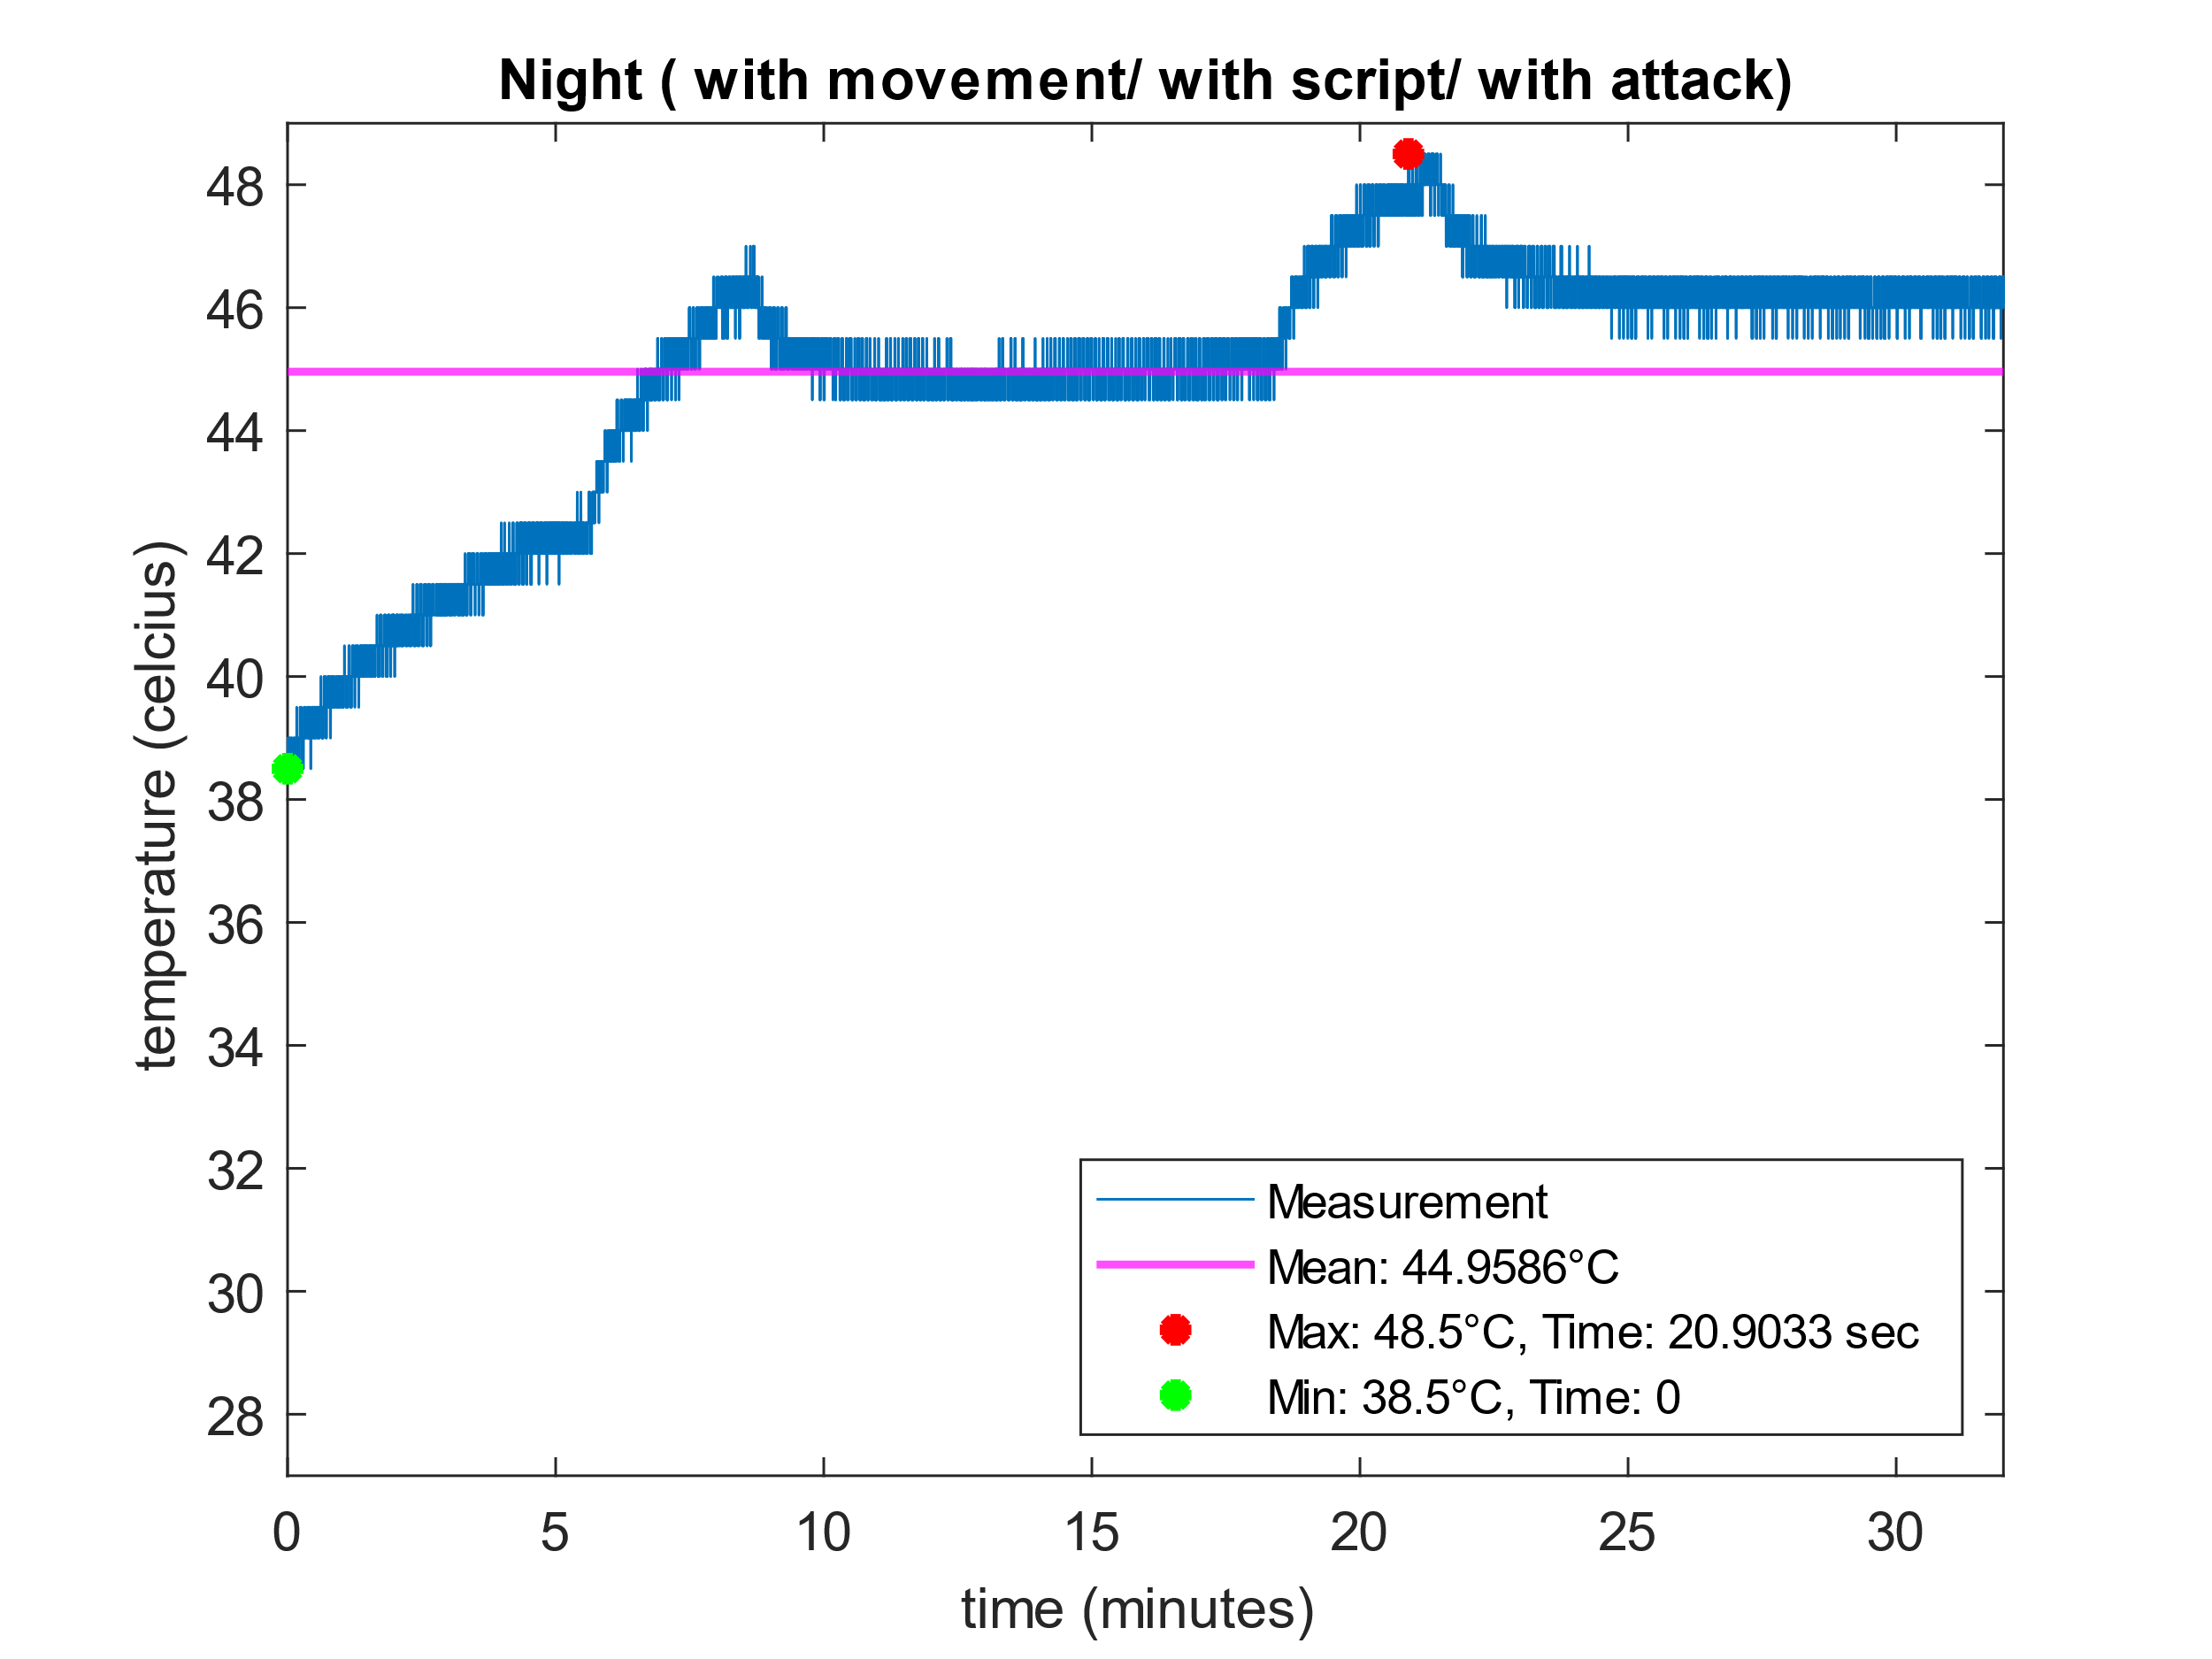 Night ( with movement/ with script/ with attack)
48
46
44
42
40
38
36
34
32
30
28
temperature (celcius)
Measurement
Mean: 44.9586°C
Max: 48.5°C, Time: 20.9033 sec
Min: 38.5°C, Time: 0
0 5 10 15 20 25 30
time (minutes)